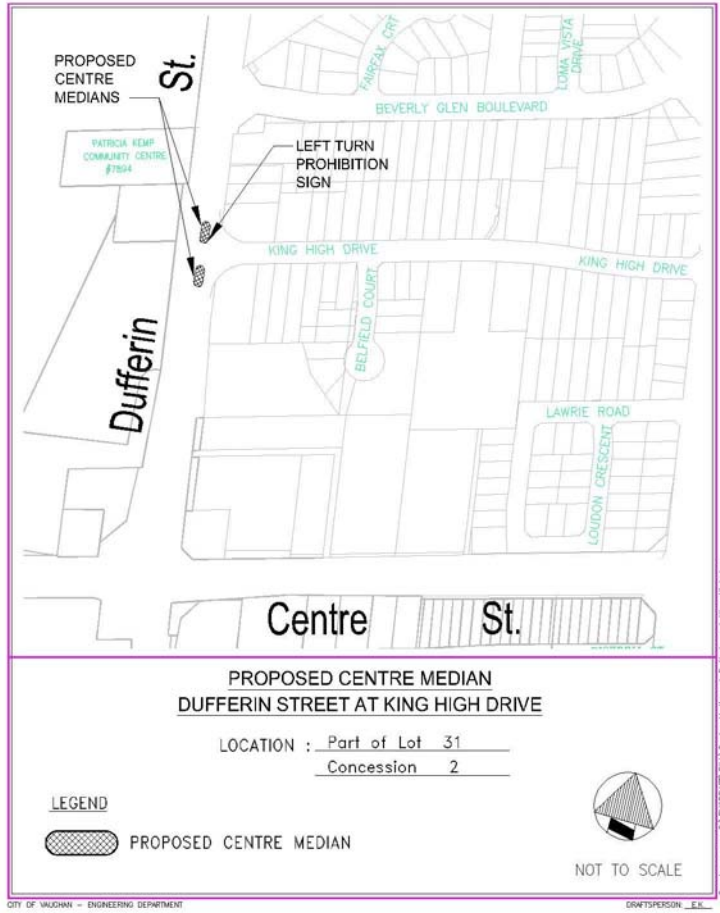 PROPOSED
CENTRE
MEDIANS
St.
FAIRFAX CRT
LOMA VISTA
DRIVE
BEVERLY GLEN BOULEVARD
PATRICIA KEMP
COMMUNITY CENTRE
#7894
LEFT TURN
PROHIBITION
SIGN
KING HIGH DRIVE
KING HIGH DRIVE
BELFIELD COURT
Dufferin
LAWRIE ROAD
LOUDON CRESCENT
Centre St.
PROPOSED CENTRE MEDIAN
DUFFERIN STREET AT KING HIGH DRIVE
LOCATION : Part of Lot 31
Concession 2
LEGEND
PROPOSED CENTRE MEDIAN
NOT TO SCALE
CITY OF VAUGHAN - ENGINEERING DEPARTMENT
DRAFTSPERSON: E.K.